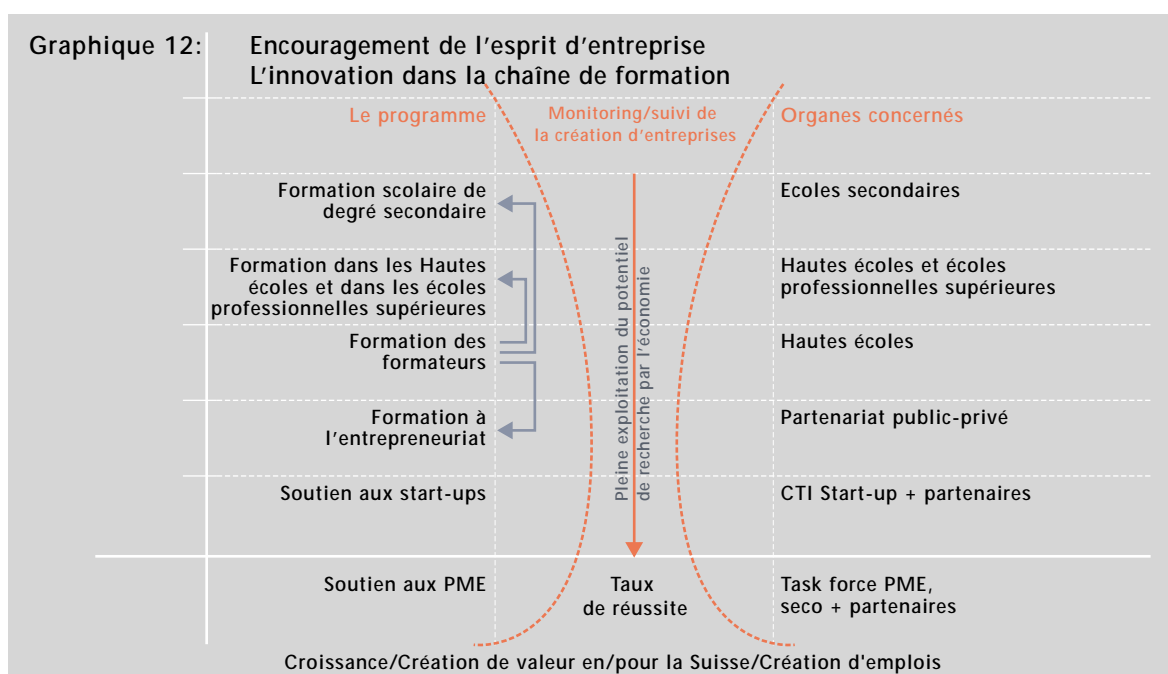 Graphique 12:
Encouragement de l'esprit d'entreprise
L'innovation dans la chaîne de formation
Le programme
Monitoring/suivi de
la création d'entreprises
Organes concernés
Formation scolaire de
degré secondaire
Ecoles secondaires
Formation dans les Hautes
écoles et dans les écoles
professionnelles supérieures
Hautes écoles et écoles
professionnelles supérieures
Formation des
formateurs
Hautes écoles
Formation à
l'entrepreneuriat
Partenariat public-privé
Soutien aux start-ups
CTI Start-up + partenaires
Pleine exploitation du potentiel
de recherche par l'économie
Soutien aux PME
Taux
de réussite
Task force PME,
seco + partenaires
Croissance/Création de valeur en/pour la Suisse/Création d'emplois